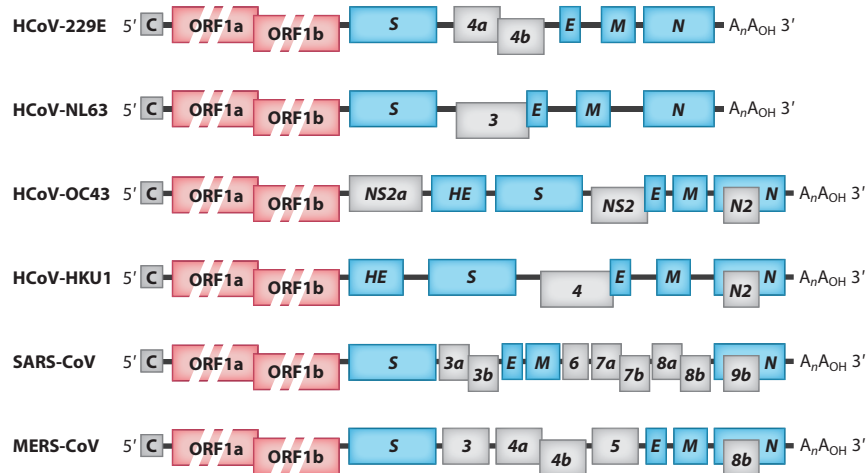 HCoV-229E 5′ C ORF1a ORF1b S 4a 4b E M N AnAOH 3′
HCoV-NL63 5′ C ORF1a ORF1b S 3 E M N AnAOH 3′
HCoV-OC43 5′ C ORF1a ORF1b NS2a HE S NS2 E M N2 N AnAOH 3′
HCoV-HKU1 5′ C ORF1a ORF1b HE S 4 E M N2 N AnAOH 3′
SARS-CoV 5′ C ORF1a ORF1b S 3a 3b E M 6 7a 7b 8a 8b 9b N AnAOH 3′
MERS-CoV 5′ C ORF1a ORF1b S 3 4a 4b 5 E M 8b N AnAOH 3′